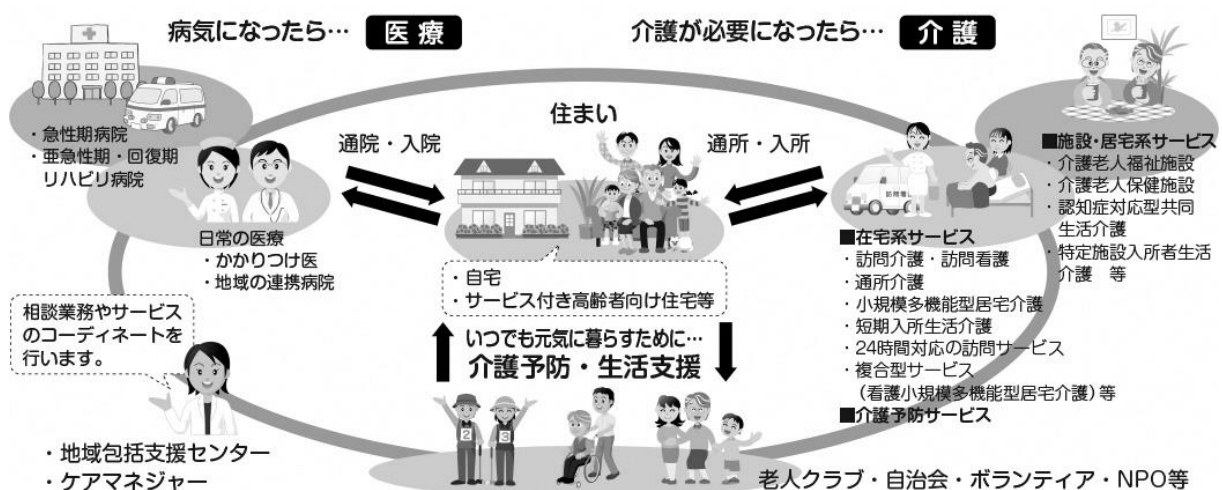 病気になったら… 医療
介護が必要になったら… 介護
・急性期病院
・亜急性期・回復期
リハビリ病院
日常の医療
・かかりつけ医
・地域の連携病院
通院・入院
住まい
通所・入所
・自宅
・サービス付き高齢者向け住宅等
訪問看護
■施設・居宅系サービス
・介護老人福祉施設
・介護老人保健施設
・認知症対応型共同
生活介護
・特定施設入所者生活
介護 等
■在宅系サービス
・訪問介護・訪問看護
・通所介護
・小規模多機能型居宅介護
・短期入所生活介護
・24時間対応の訪問サービス
・複合型サービス
（看護小規模多機能型居宅介護）等
■介護予防サービス
相談業務やサービス
のコーディネートを
行います。
・地域包括支援センター
・ケアマネジャー
いつでも元気に暮らすために…
介護予防・生活支援
2
3
老人クラブ・自治会・ボランティア・NPO等